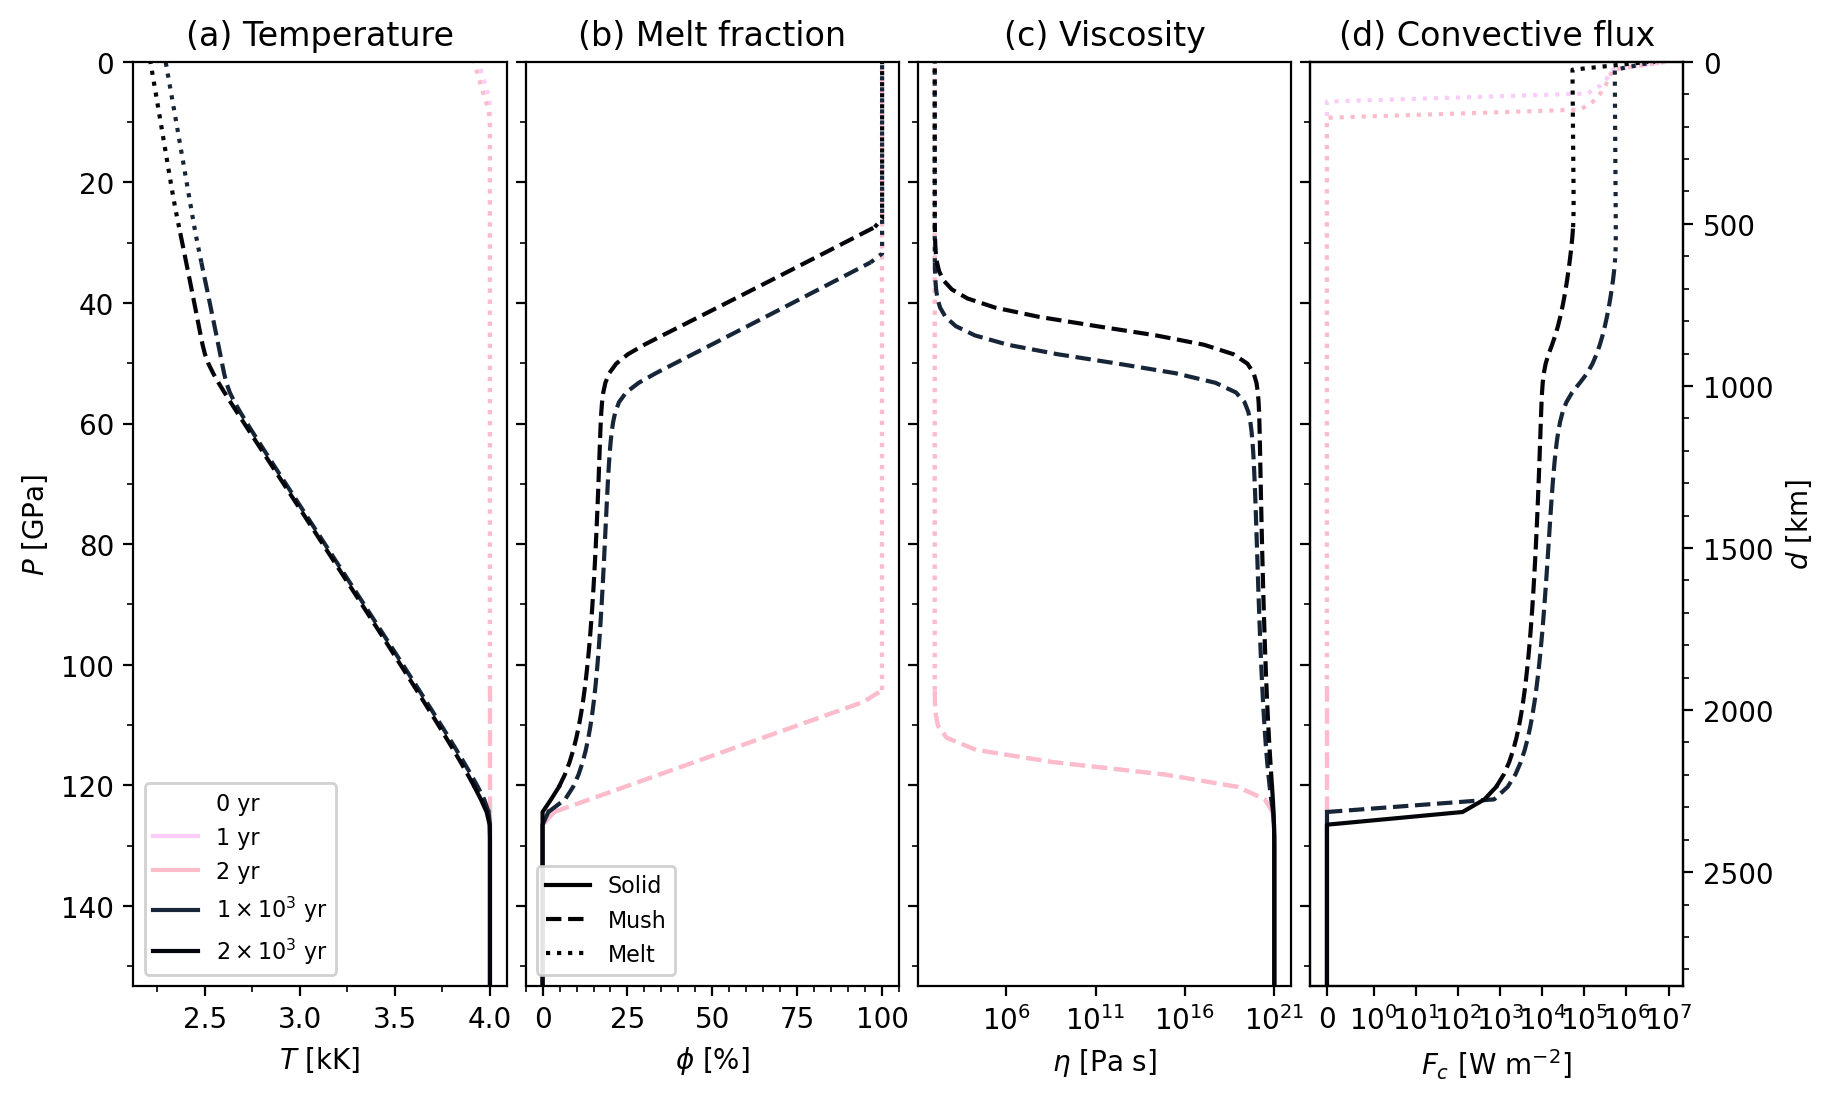 (a) Temperature
(b) Melt fraction
(c) Viscosity
(d) Convective flux
0
20
40
60
80
100
120
140
P [GPa]
0 yr
1 yr
2 yr
1 × 10³ yr
2 × 10³ yr
2.5 3.0 3.5 4.0
T [kK]
Solid
Mush
Melt
0 25 50 75 100
ϕ [%]
10⁶ 10¹¹ 10¹⁶ 10²¹
η [Pa s]
0 10⁰ 10¹ 10² 10³ 10⁴ 10⁵ 10⁶ 10⁷
F_c [W m⁻²]
0
500
1000
1500
2000
2500
d [km]